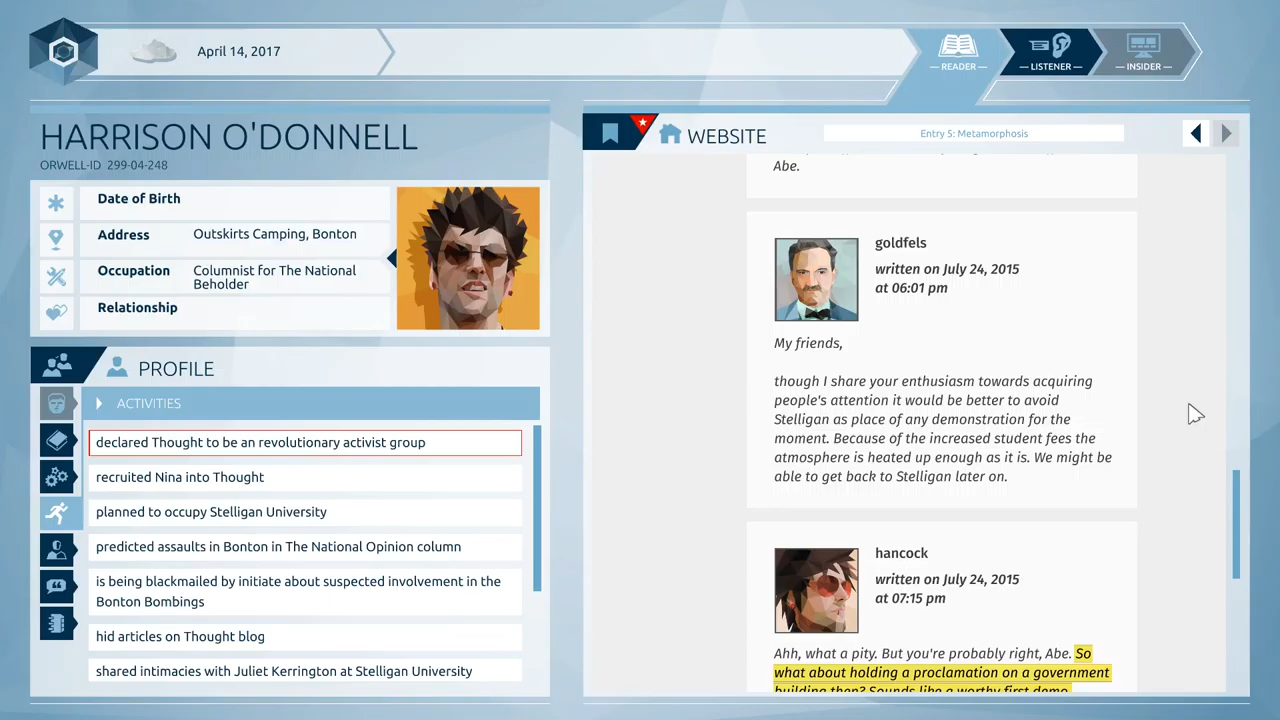 April 14, 2017
READER
LISTENER
INSIDER
HARRISON O'DONNELL
ORWELL-ID 299-04-248
Date of Birth
Address Outskirts Camping, Bonton
Occupation Columnist for The National
Beholder
Relationship
PROFILE
ACTIVITIES
declared Thought to be an revolutionary activist group
recruited Nina into Thought
planned to occupy Stelligan University
predicted assaults in Bonton in The National Opinion column
is being blackmailed by initiate about suspected involvement in the
Bonton Bombings
hid articles on Thought blog
shared intimacies with Juliet Kerrington at Stelligan University
WEBSITE
Entry 5: Metamorphosis
Abe.
goldfels
written on July 24, 2015
at 06:01 pm
My friends,
though I share your enthusiasm towards acquiring
people's attention it would be better to avoid
Stelligan as place of any demonstration for the
moment. Because of the increased student fees the
atmosphere is heated up enough as it is. We might be
able to get back to Stelligan later on.
hancock
written on July 24, 2015
at 07:15 pm
Ahh, what a pity. But you're probably right, Abe. So
what about holding a proclamation on a government
building then? Sounds like a worthy first demo